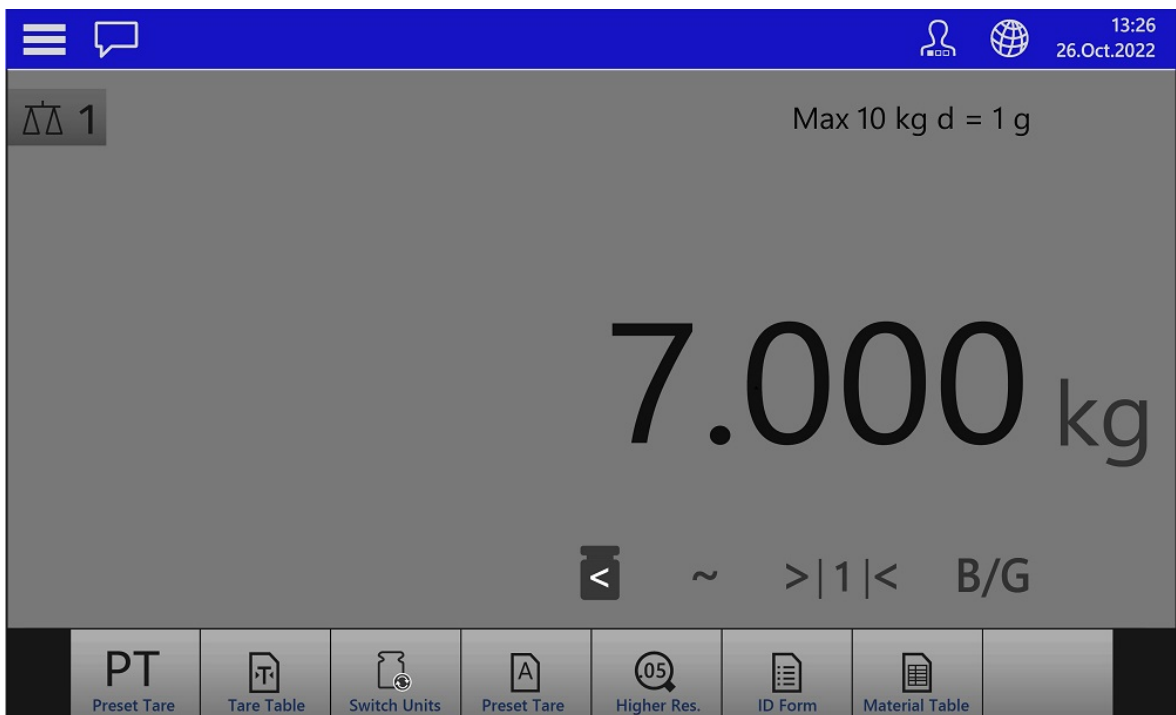 13:26
26.Oct.2022
1
Max 10 kg d = 1 g
7.000 kg
<
~ >|1|< B/G
PT
Preset Tare
Tare Table
Switch Units
A
Preset Tare
.05
Higher Res.
ID Form
Material Table